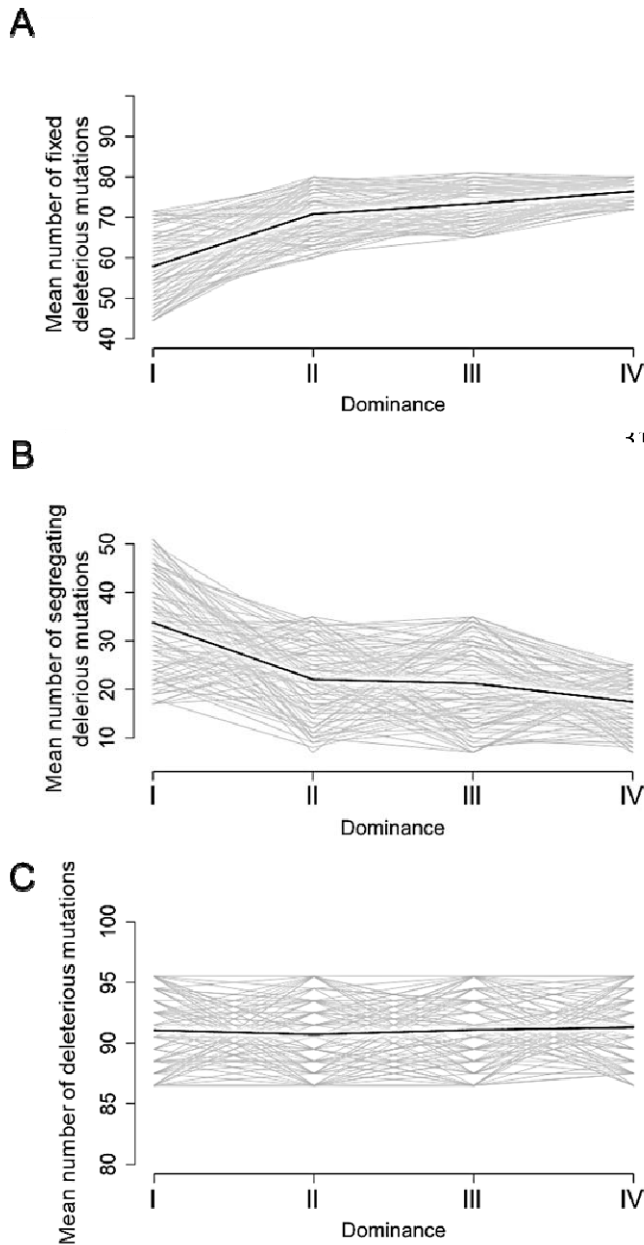 A
Mean number of fixed
deleterious mutations
90
80
70
60
50
40
I II III IV
Dominance
B
Mean number of segregating
delerious mutations
50
40
30
20
10
I II III IV
Dominance
C
Mean number of deleterious mutations
100
95
90
85
80
I II III IV
Dominance